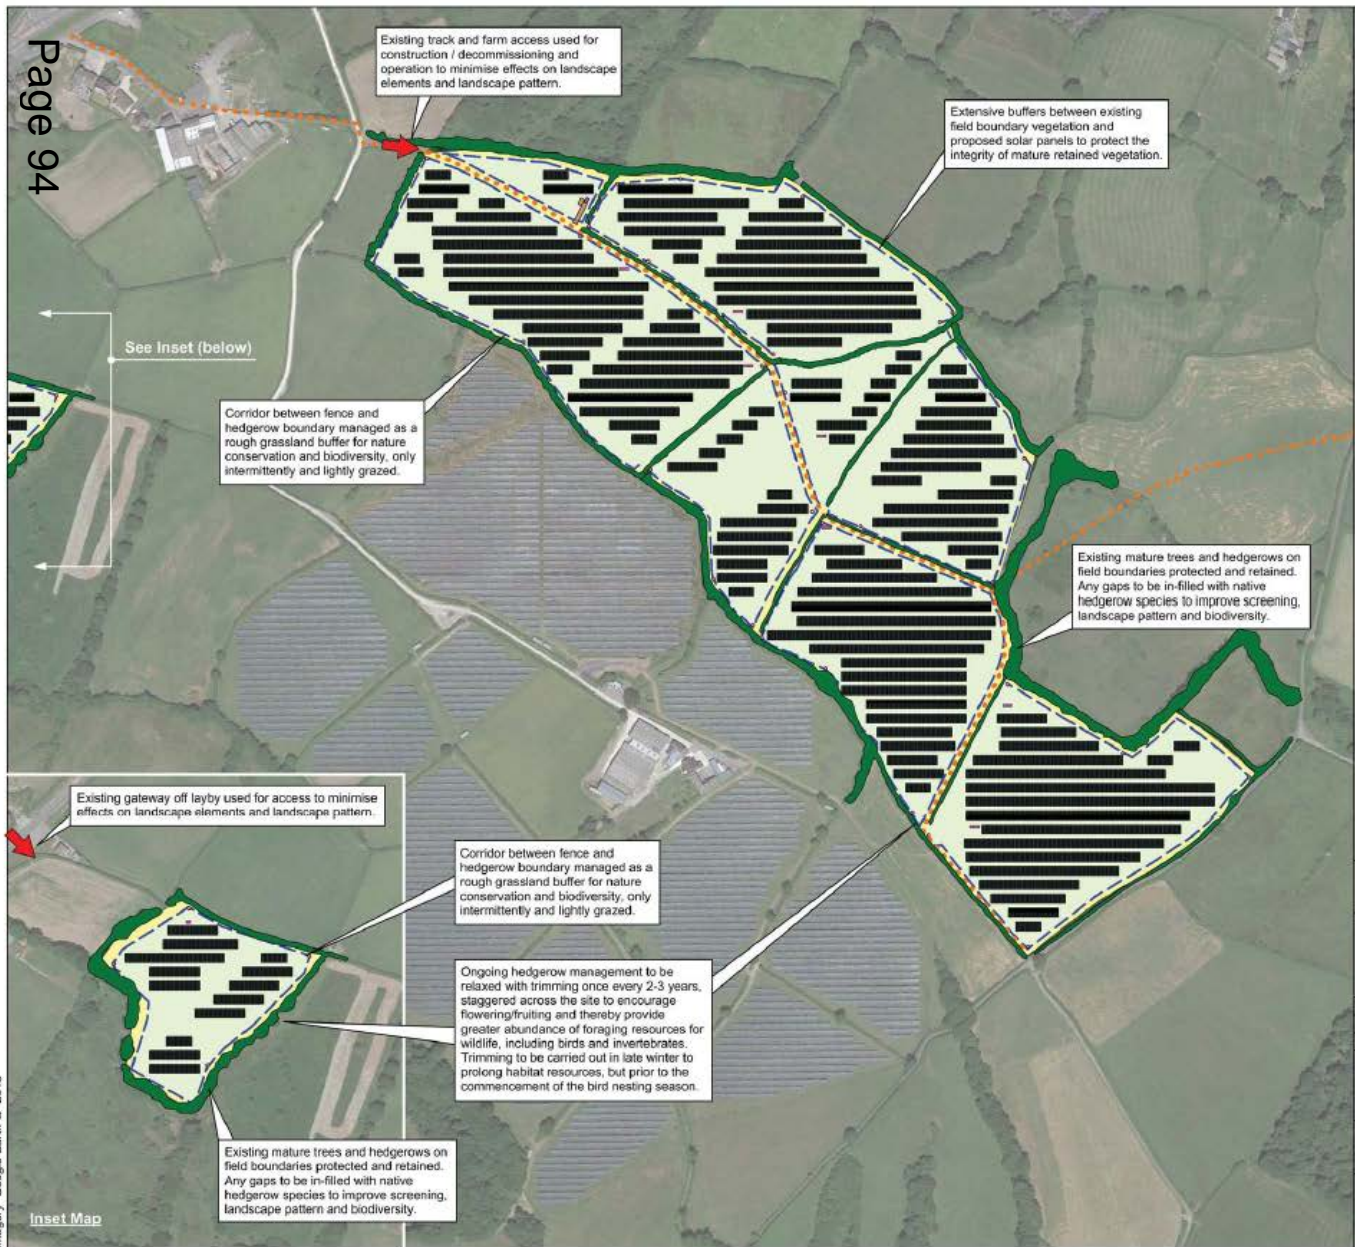 Page 94
Existing track and farm access used for
construction / decommissioning and
operation to minimise effects on landscape
elements and landscape pattern.
Extensive buffers between existing
field boundary vegetation and
proposed solar panels to protect the
integrity of mature retained vegetation.
See Inset (below)
Corridor between fence and
hedgerow boundary managed as a
rough grassland buffer for nature
conservation and biodiversity, only
intermittently and lightly grazed.
Existing mature trees and hedgerows on
field boundaries protected and retained.
Any gaps to be in-filled with native
hedgerow species to improve screening,
landscape pattern and biodiversity.
Existing gateway off layby used for access to minimise
effects on landscape elements and landscape pattern.
Corridor between fence and
hedgerow boundary managed as a
rough grassland buffer for nature
conservation and biodiversity, only
intermittently and lightly grazed.
Ongoing hedgerow management to be
relaxed with trimming once every 2-3 years,
staggered across the site to encourage
flowering/fruiting and thereby provide
greater abundance of foraging resources for
wildlife, including birds and invertebrates.
Trimming to be carried out in late winter to
prolong habitat resources, but prior to the
commencement of the bird nesting season.
Existing mature trees and hedgerows on
field boundaries protected and retained.
Any gaps to be in-filled with native
hedgerow species to improve screening,
landscape pattern and biodiversity.
Inset Map